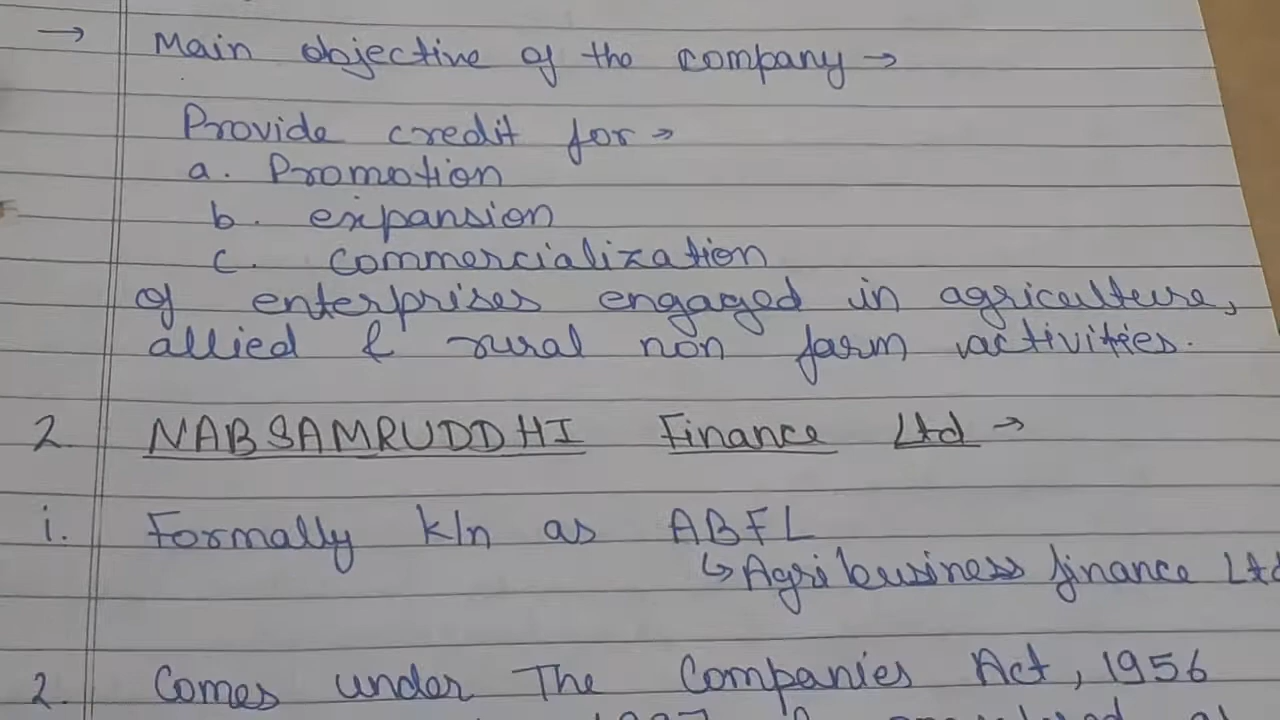 → Main objective of the company →
Provide credit for →
a. Promotion
b. expansion
c. commercialization
of enterprises engaged in agriculture,
allied & rural non farm activities.
2 NABSAMRUDDHI Finance Ltd →
i. Formally k/n as ABFL
↳ Agribusiness finance Ltd
2. Comes under The Companies Act, 1956